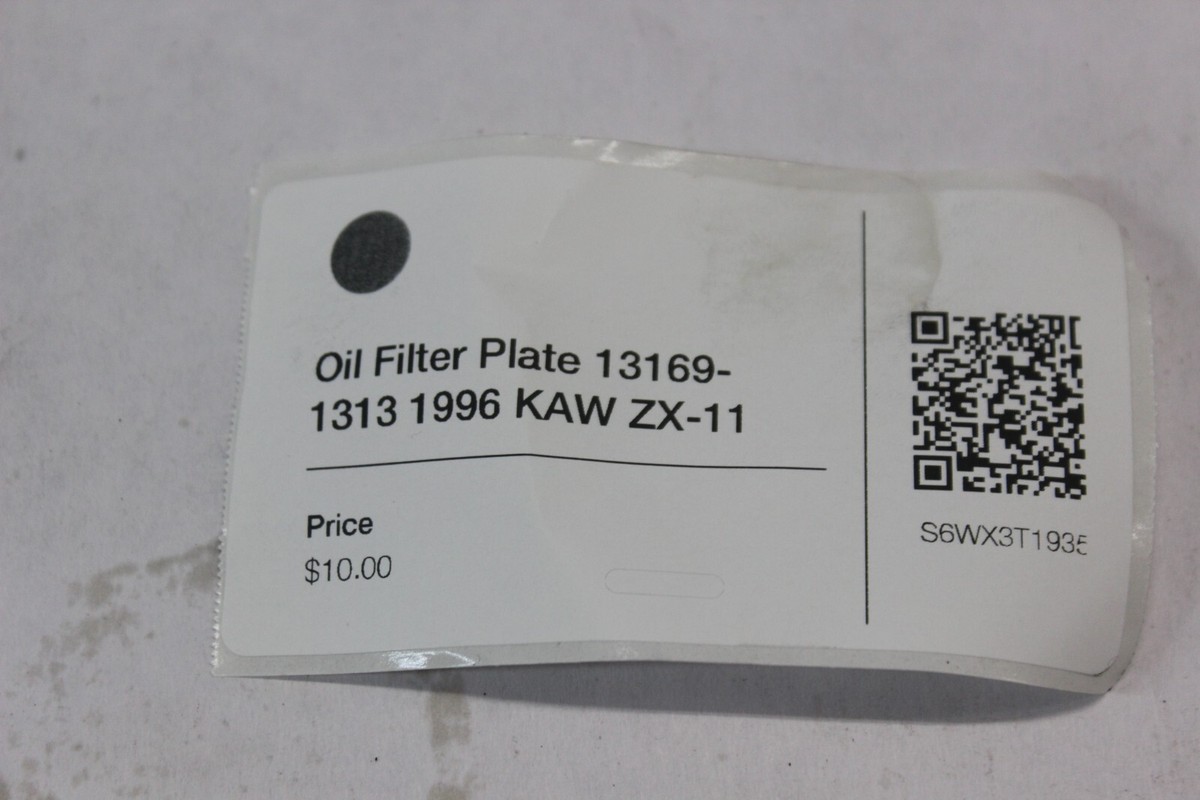 Oil Filter Plate 13169-
1313 1996 KAW ZX-11
Price
$10.00
S6WX3T1935